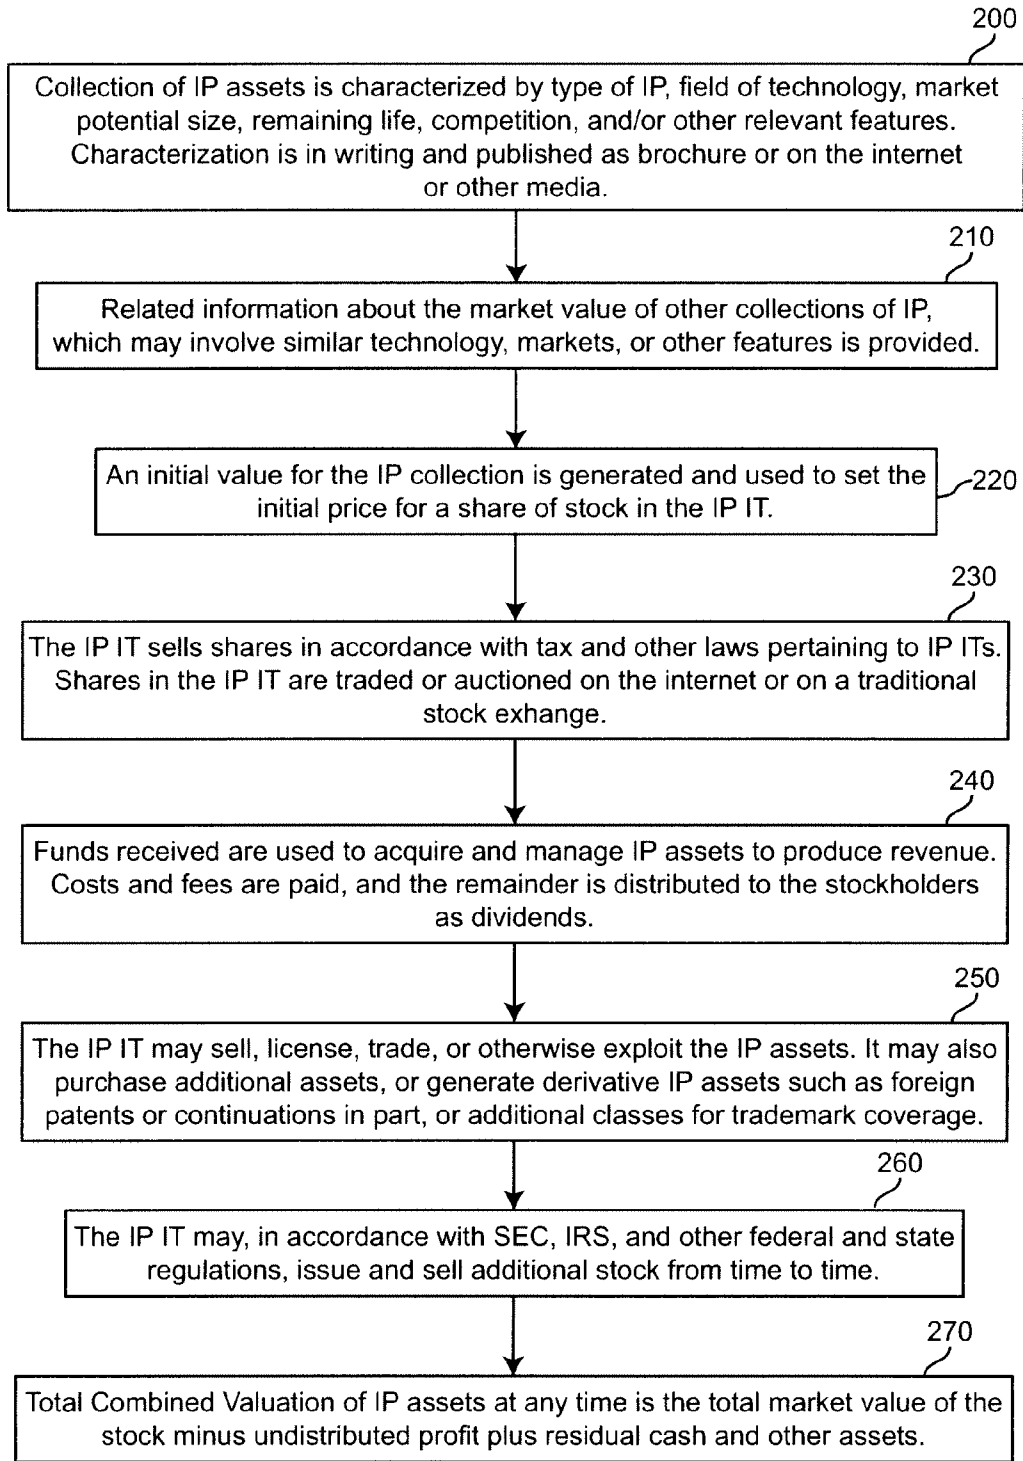 200
Collection of IP assets is characterized by type of IP, field of technology, market
potential size, remaining life, competition, and/or other relevant features.
Characterization is in writing and published as brochure or on the internet
or other media.
210
Related information about the market value of other collections of IP,
which may involve similar technology, markets, or other features is provided.
An initial value for the IP collection is generated and used to set the
initial price for a share of stock in the IP IT.
220
230
The IP IT sells shares in accordance with tax and other laws pertaining to IP ITs.
Shares in the IP IT are traded or auctioned on the internet or on a traditional
stock exhange.
240
Funds received are used to acquire and manage IP assets to produce revenue.
Costs and fees are paid, and the remainder is distributed to the stockholders
as dividends.
250
The IP IT may sell, license, trade, or otherwise exploit the IP assets. It may also
purchase additional assets, or generate derivative IP assets such as foreign
patents or continuations in part, or additional classes for trademark coverage.
260
The IP IT may, in accordance with SEC, IRS, and other federal and state
regulations, issue and sell additional stock from time to time.
270
Total Combined Valuation of IP assets at any time is the total market value of the
stock minus undistributed profit plus residual cash and other assets.